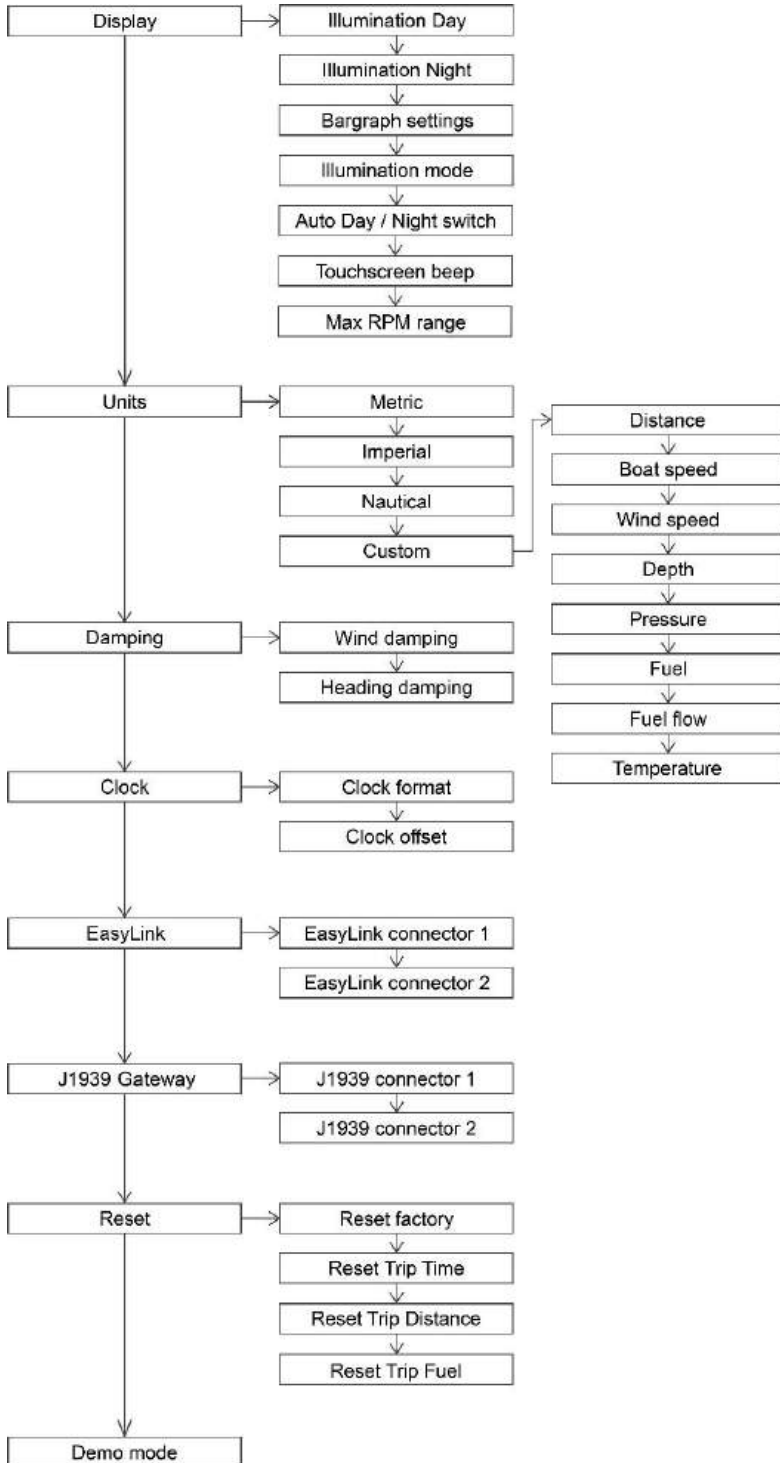 Display
Illumination Day
Illumination Night
Bargraph settings
Illumination mode
Auto Day / Night switch
Touchscreen beep
Max RPM range
Units
Metric
Imperial
Nautical
Custom
Distance
Boat speed
Wind speed
Depth
Pressure
Fuel
Fuel flow
Temperature
Damping
Wind damping
Heading damping
Clock
Clock format
Clock offset
EasyLink
EasyLink connector 1
EasyLink connector 2
J1939 Gateway
J1939 connector 1
J1939 connector 2
Reset
Reset factory
Reset Trip Time
Reset Trip Distance
Reset Trip Fuel
Demo mode